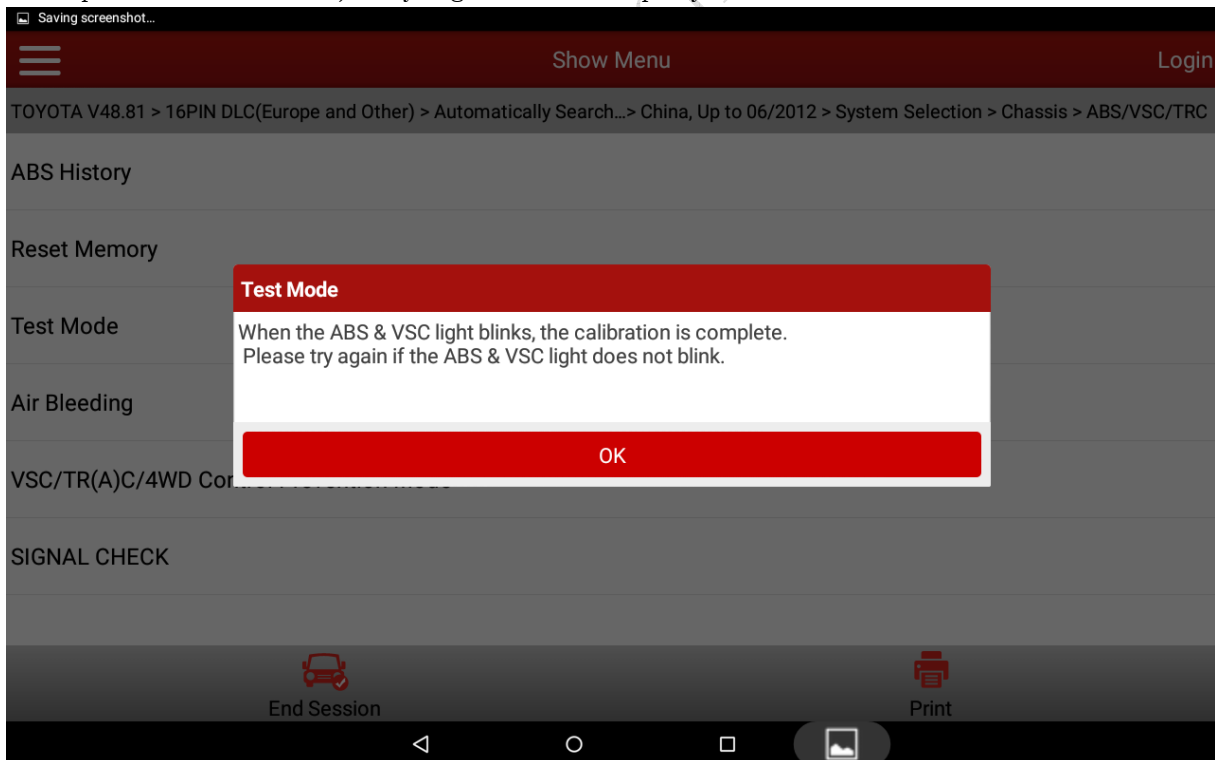 Saving screenshot...
Show Menu
Login
TOYOTA V48.81 > 16PIN DLC(Europe and Other) > Automatically Search...> China, Up to 06/2012 > System Selection > Chassis > ABS/VSC/TRC
ABS History
Reset Memory
Test Mode
Test Mode
When the ABS & VSC light blinks, the calibration is complete.
Please try again if the ABS & VSC light does not blink.
Air Bleeding
OK
VSC/TR(A)C/4WD
SIGNAL CHECK
End Session
Print